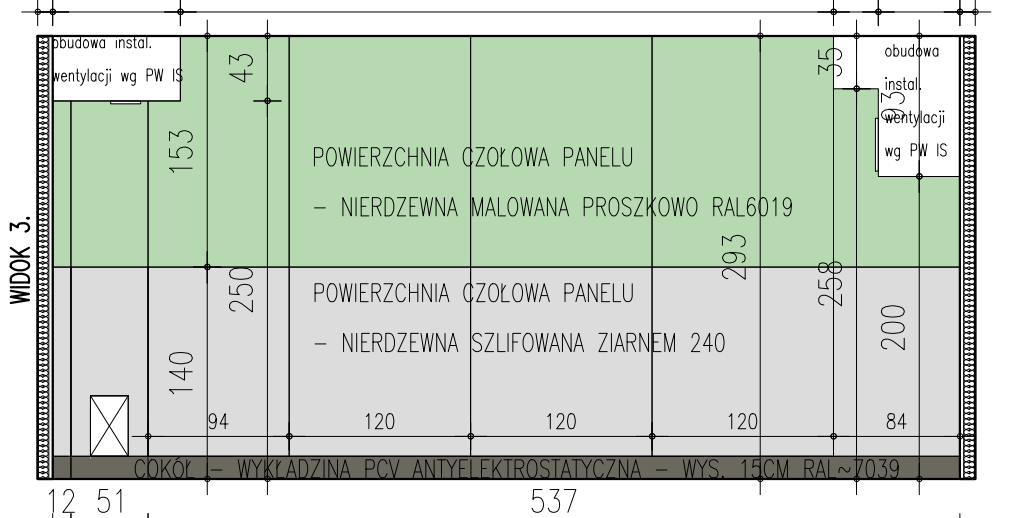 obudowa instal.
wentylacji wg PW IS
43
153
35
obudowa
instal.
93
wentylacji
wg PW IS
POWIERZCHNIA CZOŁOWA PANELU
– NIERDZEWNA MALOWANA PROSZKOWO RAL6019
WIDOK 3.
293
250
258
200
POWIERZCHNIA CZOŁOWA PANELU
– NIERDZEWNA SZLIFOWANA ZIARNEM 240
140
94 120 120 120 84
COKÓŁ – WYKŁADZINA PCV ANTYELEKTROSTATYCZNA – WYS. 15CM RAL~7039
12 51 537